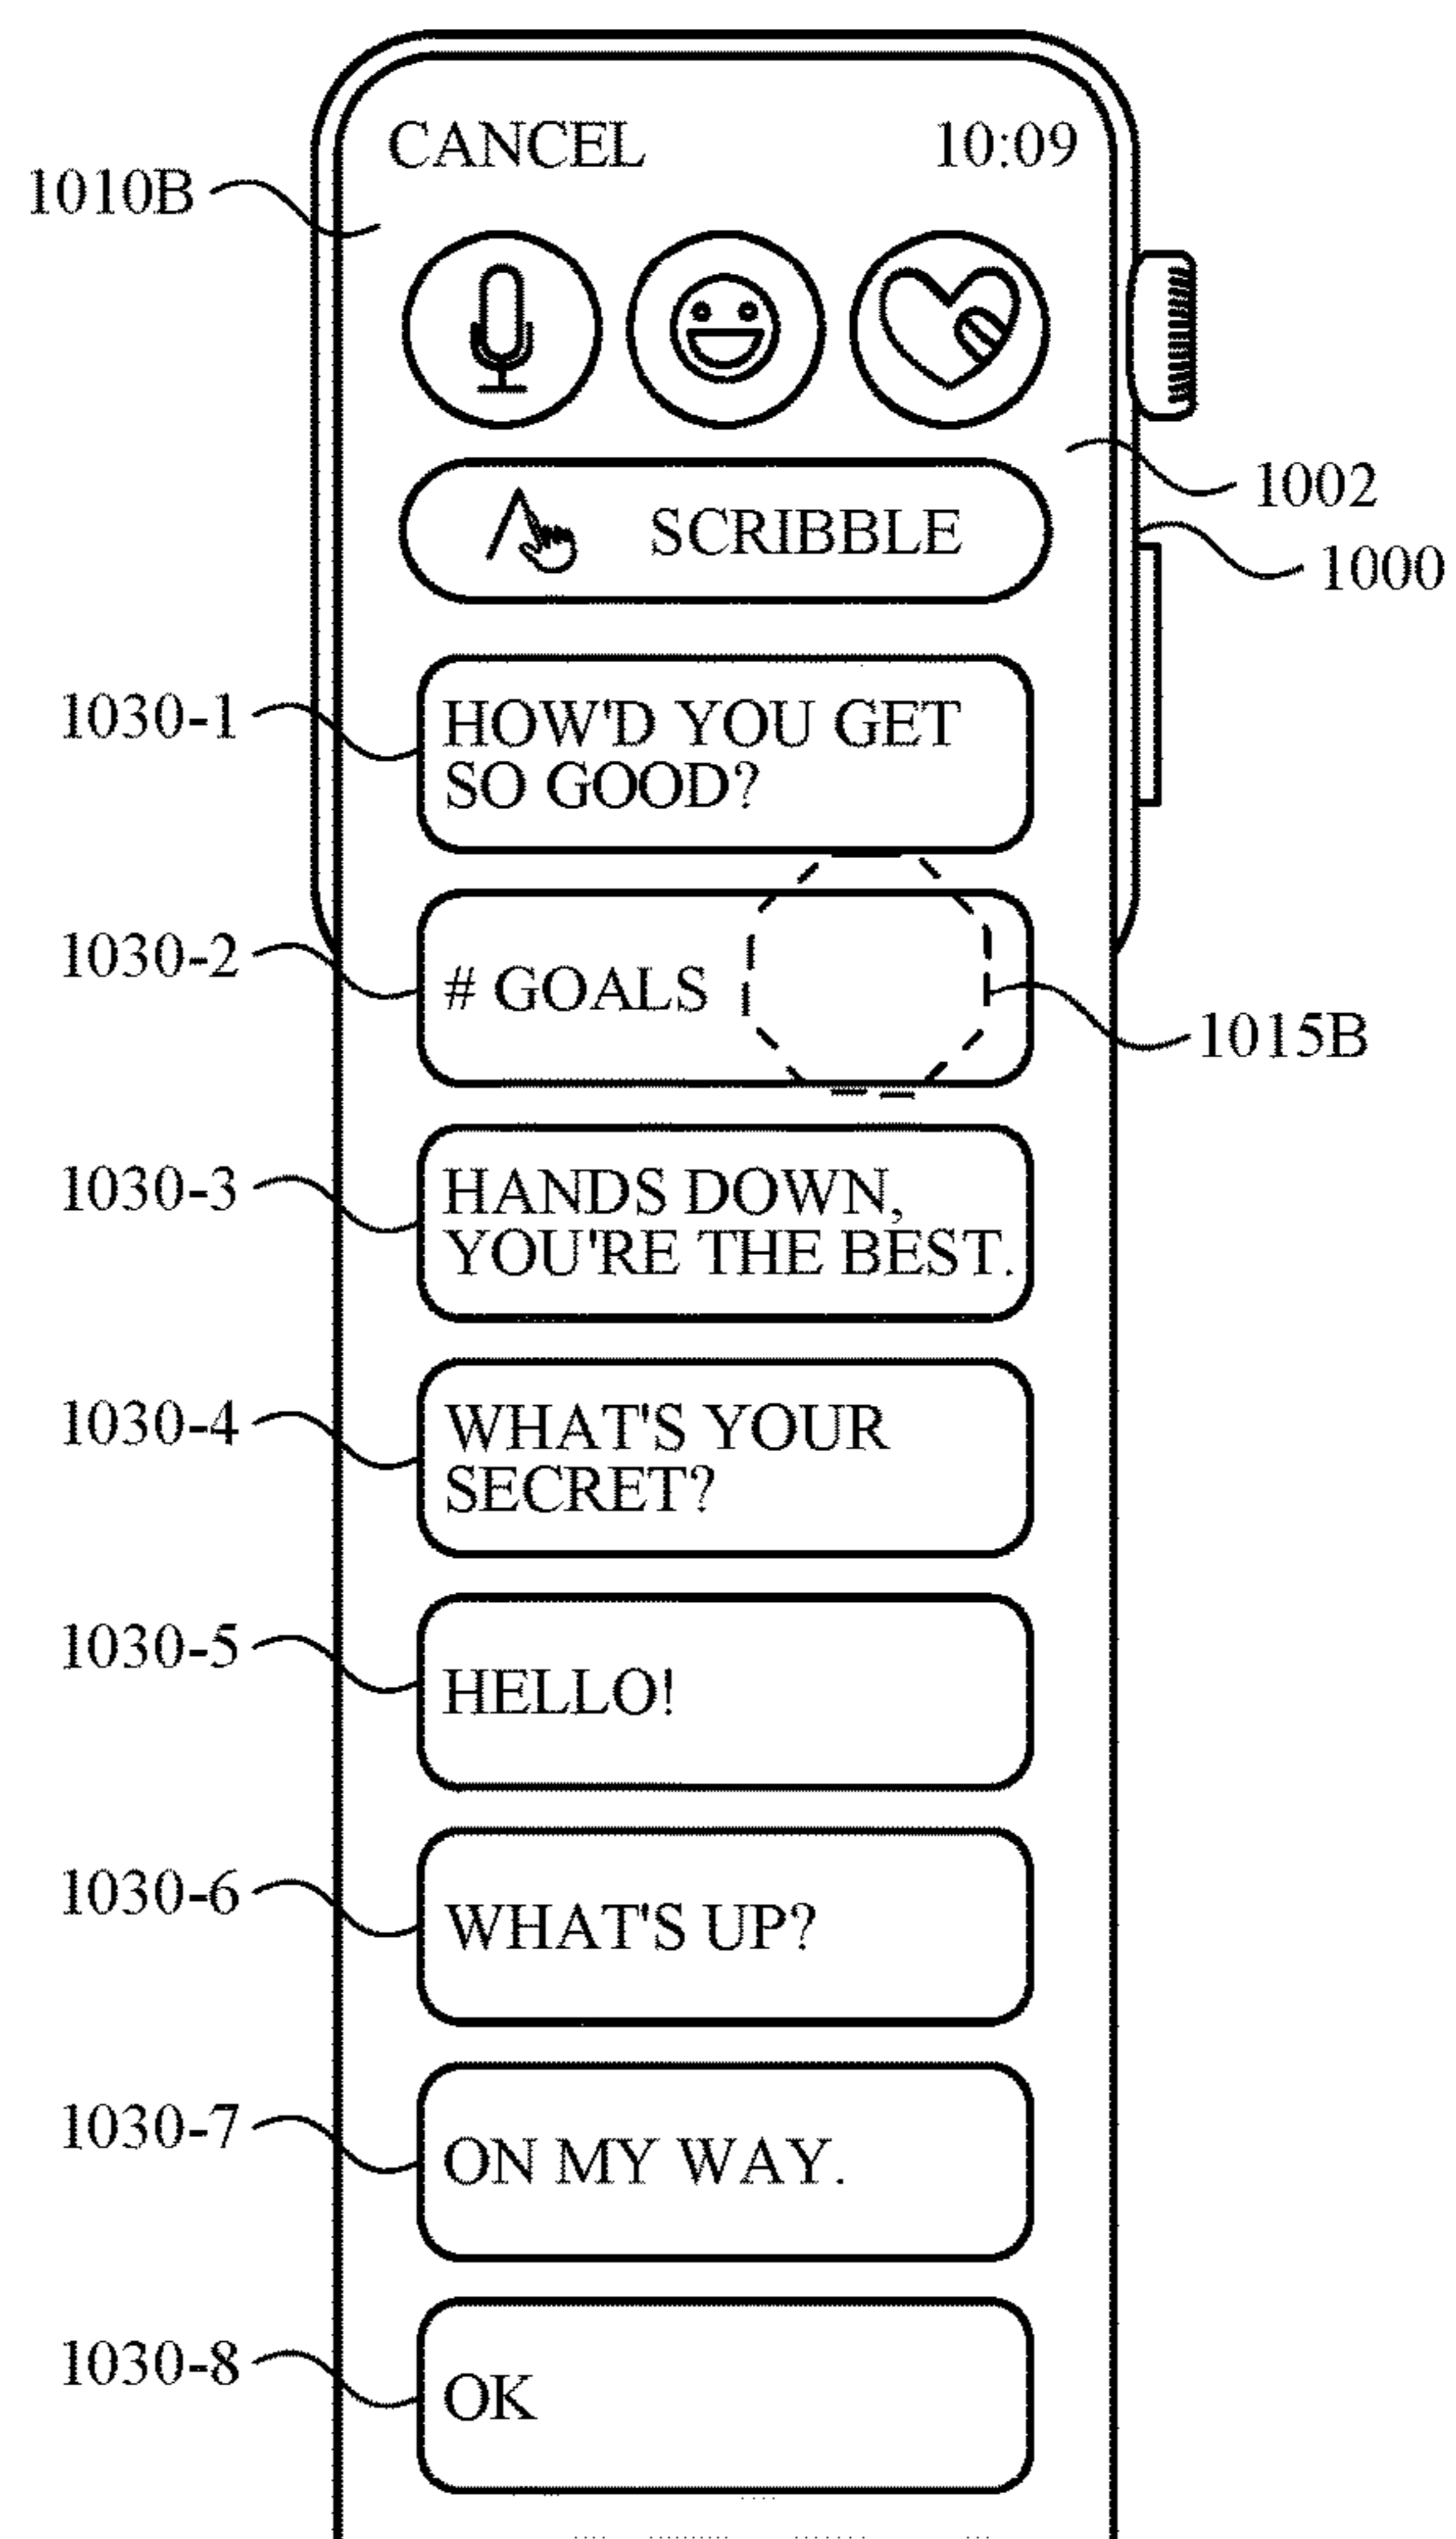 CANCEL 10:09
1010B
1002
SCRIBBLE
1000
1030-1
HOW'D YOU GET
SO GOOD?
1030-2
# GOALS
1015B
1030-3
HANDS DOWN,
YOU'RE THE BEST.
1030-4
WHAT'S YOUR
SECRET?
1030-5
HELLO!
1030-6
WHAT'S UP?
1030-7
ON MY WAY.
1030-8
OK